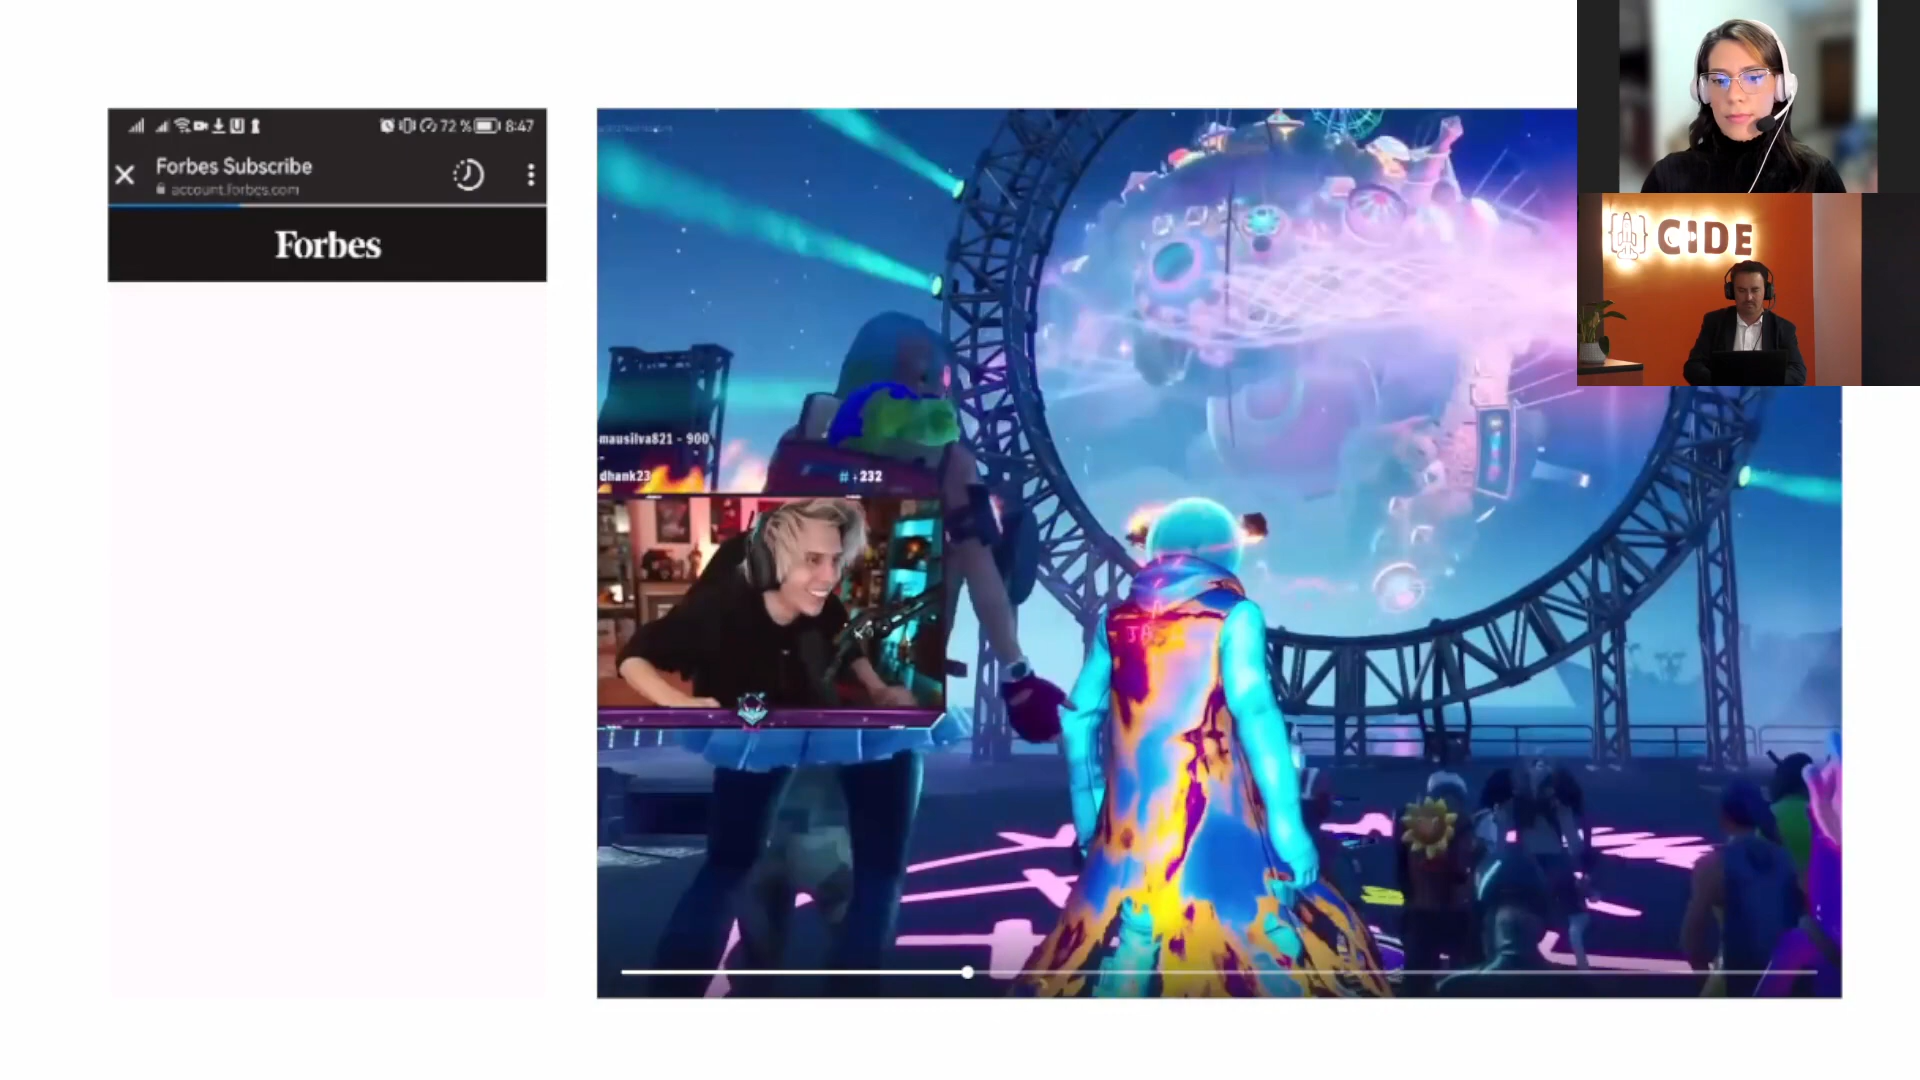 72 %
8:47
Forbes Subscribe
account.forbes.com
Forbes
mausilva821 - 900
-
dhank23
# - 232
CIDE